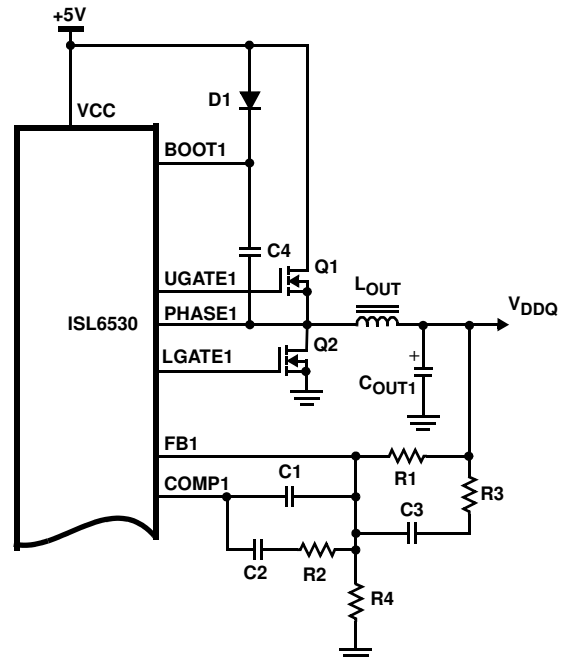 +5V
VCC
D1
BOOT1
C4
Q1
UGATE1
LOUT
VDDQ
PHASE1
ISL6530
Q2
LGATE1
+
COUT1
FB1
R1
C1
COMP1
R3
C3
C2
R2
R4